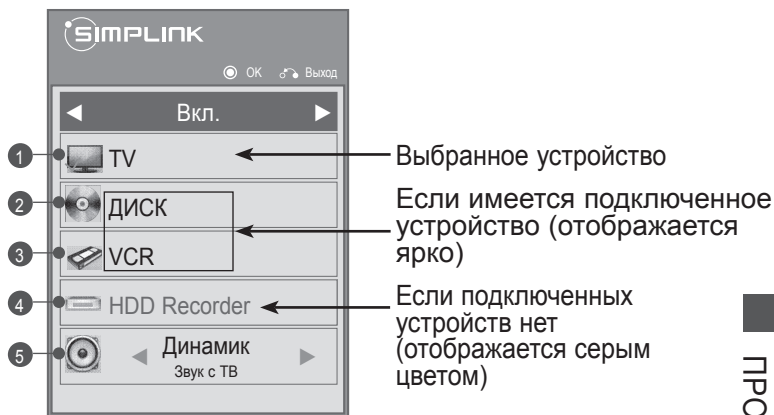 SIMPLINK
OK Выход
Вкл.
1 TV
Выбранное устройство
2 ДИСК
3 VCR
Если имеется подключенное
устройство (отображается
ярко)
4 HDD Recorder
Если подключенных
устройств нет
(отображается серым
цветом)
5 Динамик
Звук с ТВ
ПРО